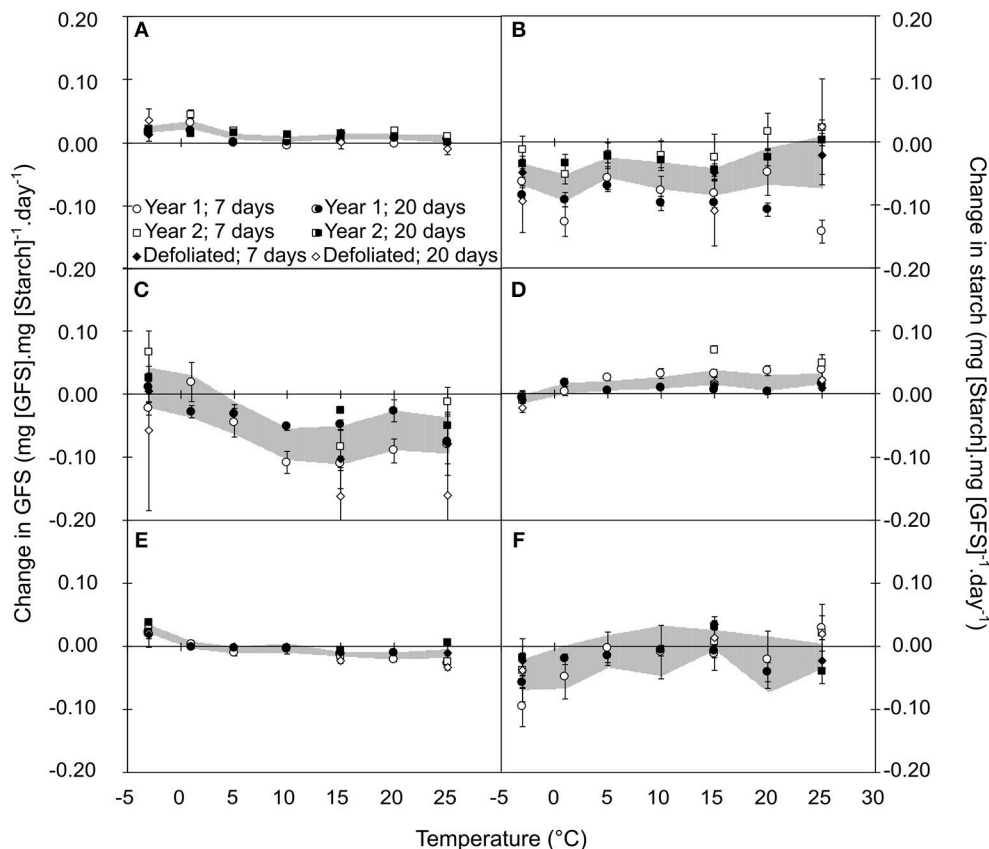 A
B
0.20
0.20
0.10
0.10
0.00
0.00
-0.10
-0.10
-0.20
-0.20
Year 1; 7 days
Year 1; 20 days
Year 2; 7 days
Year 2; 20 days
Defoliated; 7 days
Defoliated; 20 days
C
D
0.10
0.10
0.00
0.00
-0.10
-0.10
-0.20
-0.20
E
F
0.10
0.10
0.00
0.00
-0.10
-0.10
-0.20
-0.20
-5 0 5 10 15 20 25
-5 0 5 10 15 20 25 30
Temperature (°C)
Change in GFS (mg [GFS].mg [Starch]⁻¹.day⁻¹)
Change in starch (mg [Starch].mg [GFS]⁻¹.day⁻¹)